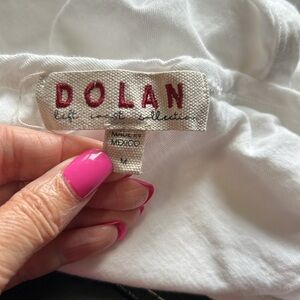 DOLAN
left coast collection
MADE IN
MEXICO
M